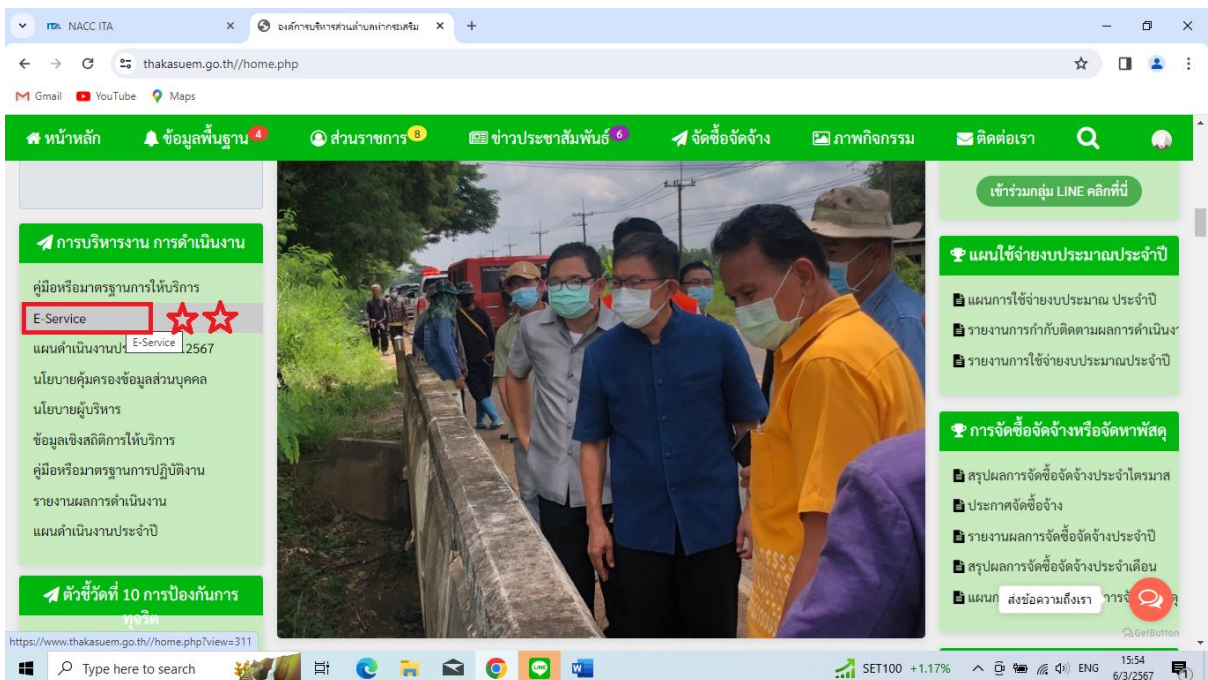 NACC ITA
องค์การบริหารส่วนตำบลท่ากระเสริม
thakasuem.go.th//home.php
Gmail YouTube Maps
หน้าหลัก ข้อมูลพื้นฐาน 4 ส่วนราชการ 8 ข่าวประชาสัมพันธ์ 6 จัดซื้อจัดจ้าง ภาพกิจกรรม ติดต่อเรา
การบริหารงาน การดำเนินงาน
คู่มือหรือมาตรฐานการให้บริการ
E-Service
E-Service
แผนดำเนินงานปร .2567
นโยบายคุ้มครองข้อมูลส่วนบุคคล
นโยบายผู้บริหาร
ข้อมูลเชิงสถิติการให้บริการ
คู่มือหรือมาตรฐานการปฏิบัติงาน
รายงานผลการดำเนินงาน
แผนดำเนินงานประจำปี
ตัวชี้วัดที่ 10 การป้องกันการ
ทุจริต
เข้าร่วมกลุ่ม LINE คลิกที่นี่
แผนใช้จ่ายงบประมาณประจำปี
แผนการใช้จ่ายงบประมาณ ประจำปี
รายงานการกำกับติดตามผลการดำเนินงา
รายงานการใช้จ่ายงบประมาณประจำปี
การจัดซื้อจัดจ้างหรือจัดหาพัสดุ
สรุปผลการจัดซื้อจัดจ้างประจำไตรมาส
ประกาศจัดซื้อจ้าง
รายงานผลการจัดซื้อจัดจ้างประจำปี
สรุปผลการจัดซื้อจัดจ้างประจำเดือน
ส่งข้อความถึงเรา
GetButton
https://www.thakasuem.go.th//home.php?view=311
Type here to search
SET100 +1.17%
ENG
15:54
6/3/2567